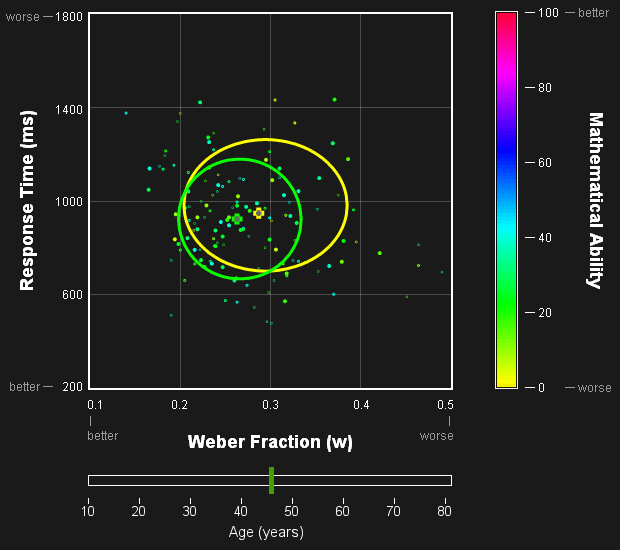 worse
1800
1400
1000
600
better
200
Response Time (ms)
0.1
0.2
0.3
0.4
0.5
better
worse
Weber Fraction (w)
10
20
30
40
50
60
70
80
Age (years)
100
better
80
60
40
20
0
worse
Mathematical Ability